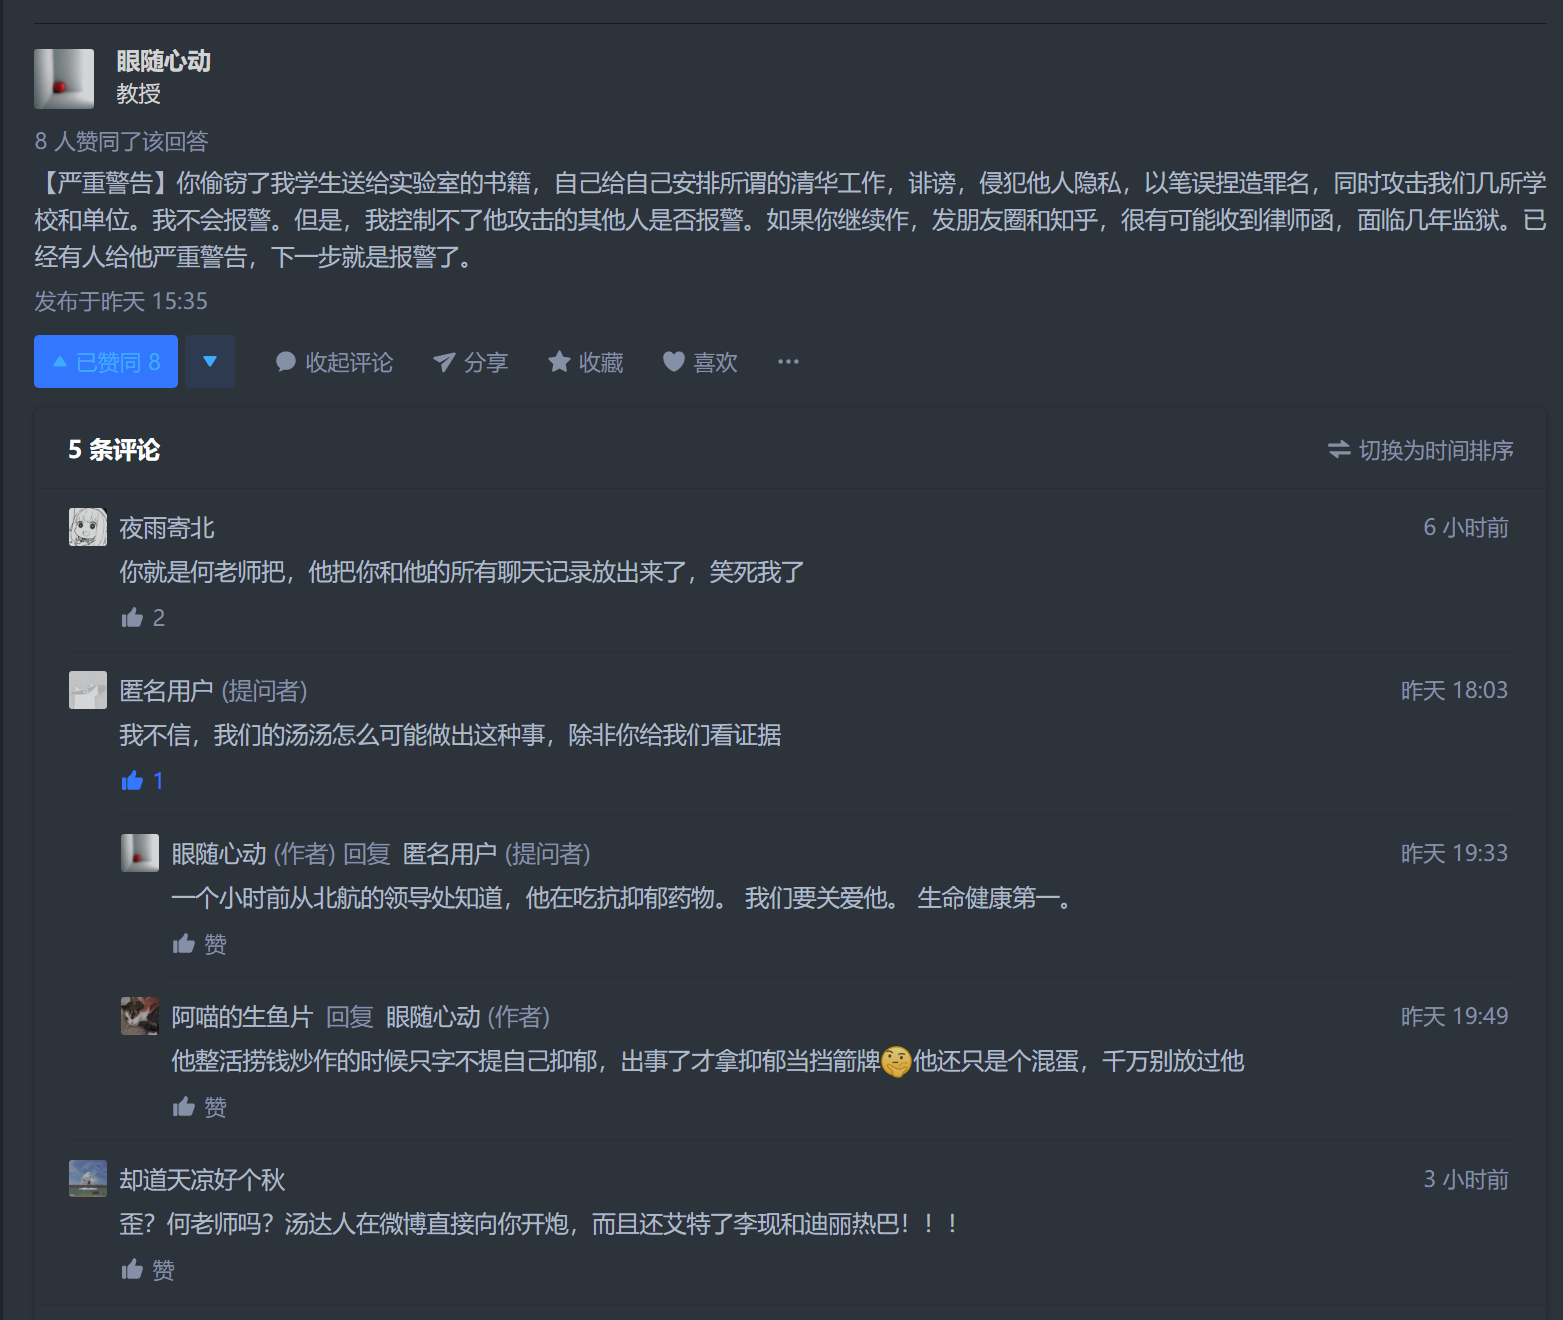 眼随心动
教授
8 人赞同了该回答
【严重警告】你偷窃了我学生送给实验室的书籍，自己给自己安排所谓的清华工作，诽谤，侵犯他人隐私，以笔误捏造罪名，同时攻击我们几所学
校和单位。我不会报警。但是，我控制不了他攻击的其他人是否报警。如果你继续作，发朋友圈和知乎，很有可能收到律师函，面临几年监狱。已
经有人给他严重警告，下一步就是报警了。
发布于昨天 15:35
已赞同 8 收起评论 分享 收藏 喜欢 ···
5 条评论 切换为时间排序
夜雨寄北 6 小时前
你就是何老师把，他把你和他的所有聊天记录放出来了，笑死我了
2
匿名用户 (提问者) 昨天 18:03
我不信，我们的汤汤怎么可能做出这种事，除非你给我们看证据
1
眼随心动 (作者) 回复 匿名用户 (提问者) 昨天 19:33
一个小时前从北航的领导处知道，他在吃抗抑郁药物。 我们要关爱他。 生命健康第一。
赞
阿喵的生鱼片 回复 眼随心动 (作者) 昨天 19:49
他整活捞钱炒作的时候只字不提自己抑郁，出事了才拿抑郁当挡箭牌🤔他还只是个混蛋，千万别放过他
赞
却道天凉好个秋 3 小时前
歪？何老师吗？汤达人在微博直接向你开炮，而且还艾特了李现和迪丽热巴！！！
赞